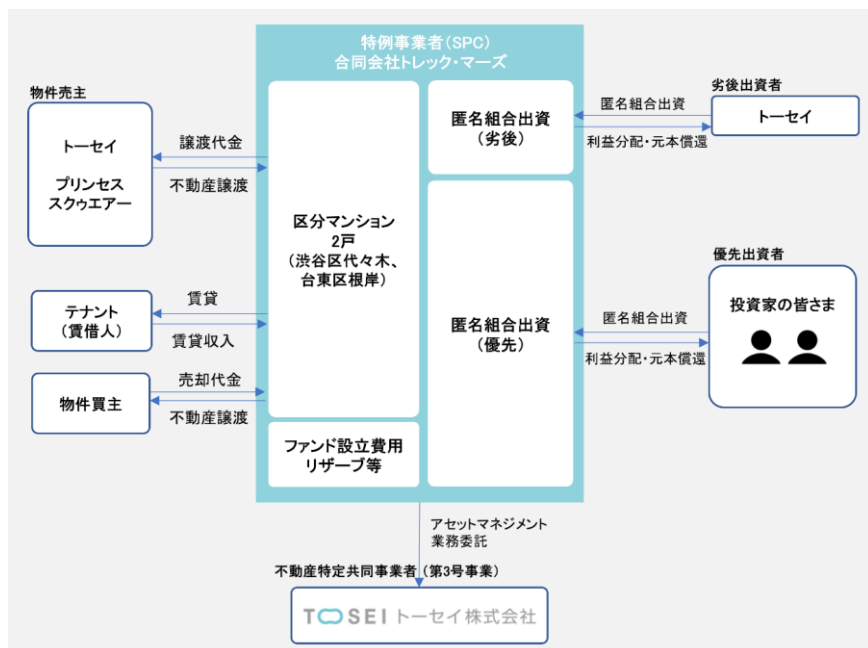 特例事業者(SPC)
合同会社トレック・マーズ
物件売主
トーセイ
プリンセス
スクゥエアー
譲渡代金
不動産譲渡
テナント
(賃借人)
賃貸
賃貸収入
物件買主
売却代金
不動産譲渡
区分マンション
2戸
(渋谷区代々木、
台東区根岸)
ファンド設立費用
リザーブ等
匿名組合出資
(劣後)
匿名組合出資
(優先)
劣後出資者
トーセイ
匿名組合出資
利益分配・元本償還
優先出資者
投資家の皆さま
匿名組合出資
利益分配・元本償還
アセットマネジメント
業務委託
不動産特定共同事業者(第3号事業)
TOSEI トーセイ株式会社